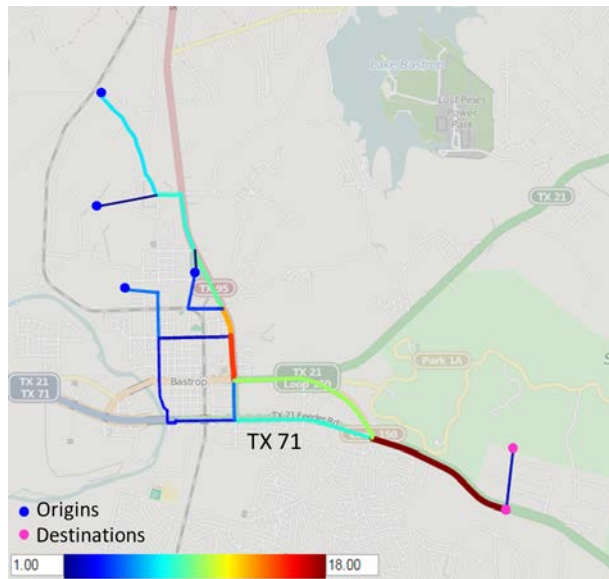 Lake Bastrop
Lost Pines
Power
Park
TX 21
TX 95
TX 21
Loop 150
Park 1A
TX 21
TX 71
Bastrop
TX-71 Feeder Rd
TX 71
Origins
Destinations
1.00
18.00